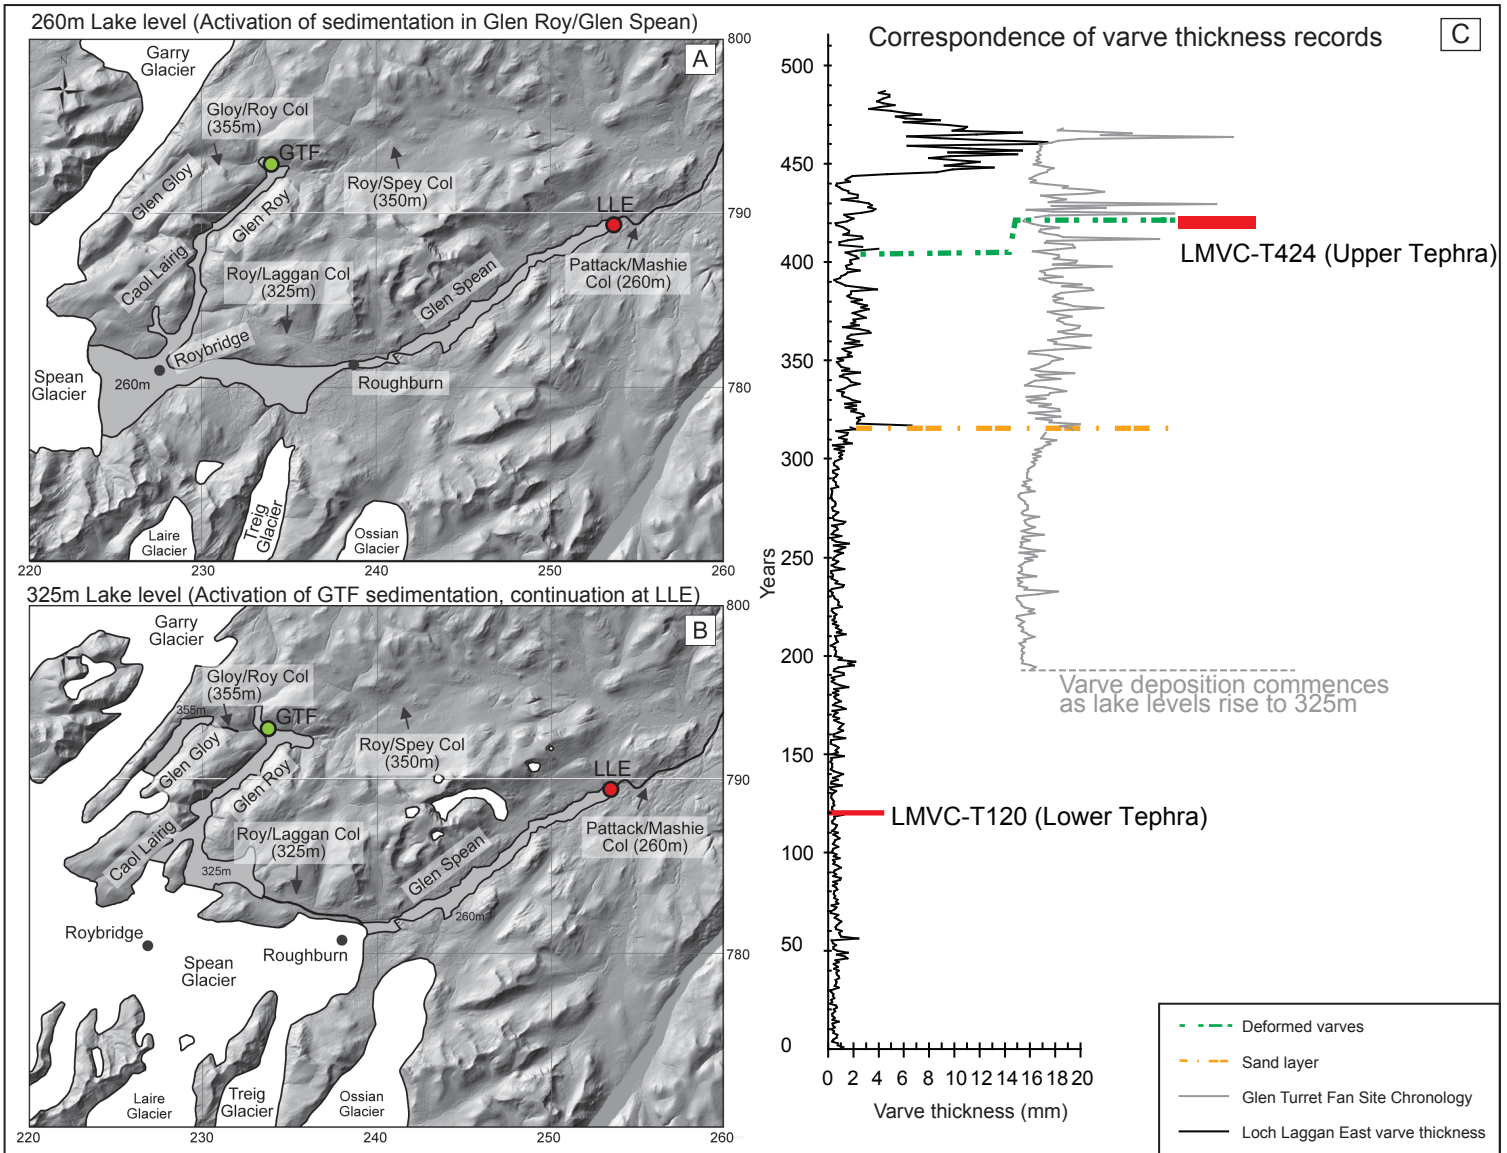 260m Lake level (Activation of sedimentation in Glen Roy/Glen Spean)
A
N
Garry
Glacier
Gloy/Roy Col
(355m)
GTF
Roy/Spey Col
(350m)
Glen Gloy
Glen Roy
LLE
Caol Lairig
Roy/Laggan Col
(325m)
Glen Spean
Pattack/Mashie
Col (260m)
Roybridge
Spean
Glacier
260m
Roughburn
Laire
Glacier
Treig
Glacier
Ossian
Glacier
800
790
780
220
230
240
250
260
325m Lake level (Activation of GTF sedimentation, continuation at LLE)
B
Garry
Glacier
Gloy/Roy Col
(355m)
355m
GTF
Roy/Spey Col
(350m)
Glen Gloy
Glen Roy
LLE
Caol Lairig
Roy/Laggan Col
(325m)
325m
Glen Spean
Pattack/Mashie
Col (260m)
260m
Roybridge
Spean
Glacier
Roughburn
Laire
Glacier
Treig
Glacier
Ossian
Glacier
800
790
780
220
230
240
250
260
Correspondence of varve thickness records
C
500
450
400
350
300
250
200
150
100
50
0
Years
LMVC-T424 (Upper Tephra)
Varve deposition commences
as lake levels rise to 325m
LMVC-T120 (Lower Tephra)
0 2 4 6 8 10 12 14 16 18 20
Varve thickness (mm)
Deformed varves
Sand layer
Glen Turret Fan Site Chronology
Loch Laggan East varve thickness